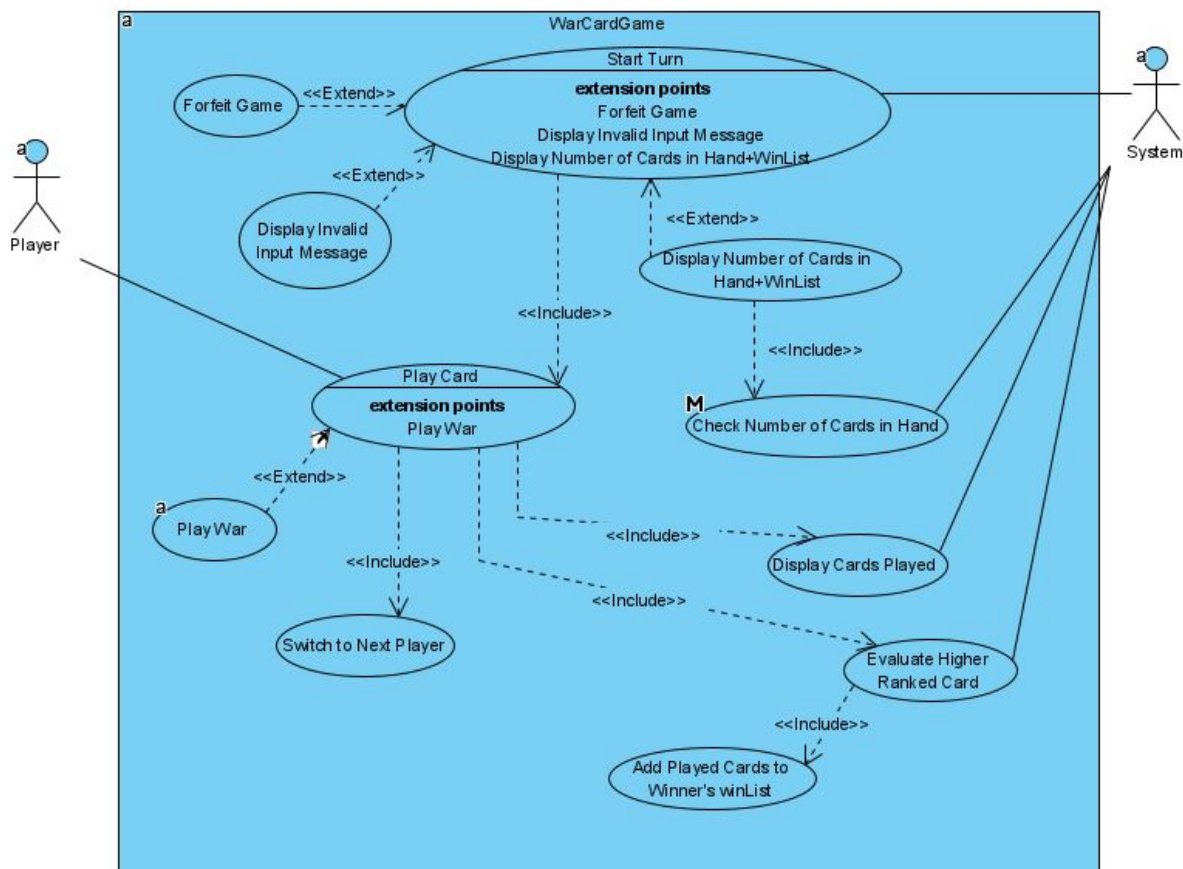 a
WarCardGame
Start Turn
extension points
Forfeit Game
Display Invalid Input Message
Display Number of Cards in Hand+WinList
Forfeit Game
<<Extend>>
a
System
a
Player
<<Extend>>
Display Invalid
Input Message
<<Extend>>
Display Number of Cards in
Hand+WinList
<<Include>>
<<Include>>
Play Card
extension points
Play War
M
Check Number of Cards in Hand
<<Extend>>
a
Play War
<<Include>>
Display Cards Played
<<Include>>
<<Include>>
Switch to Next Player
Evaluate Higher
Ranked Card
<<Include>>
Add Played Cards to
Winner's winList